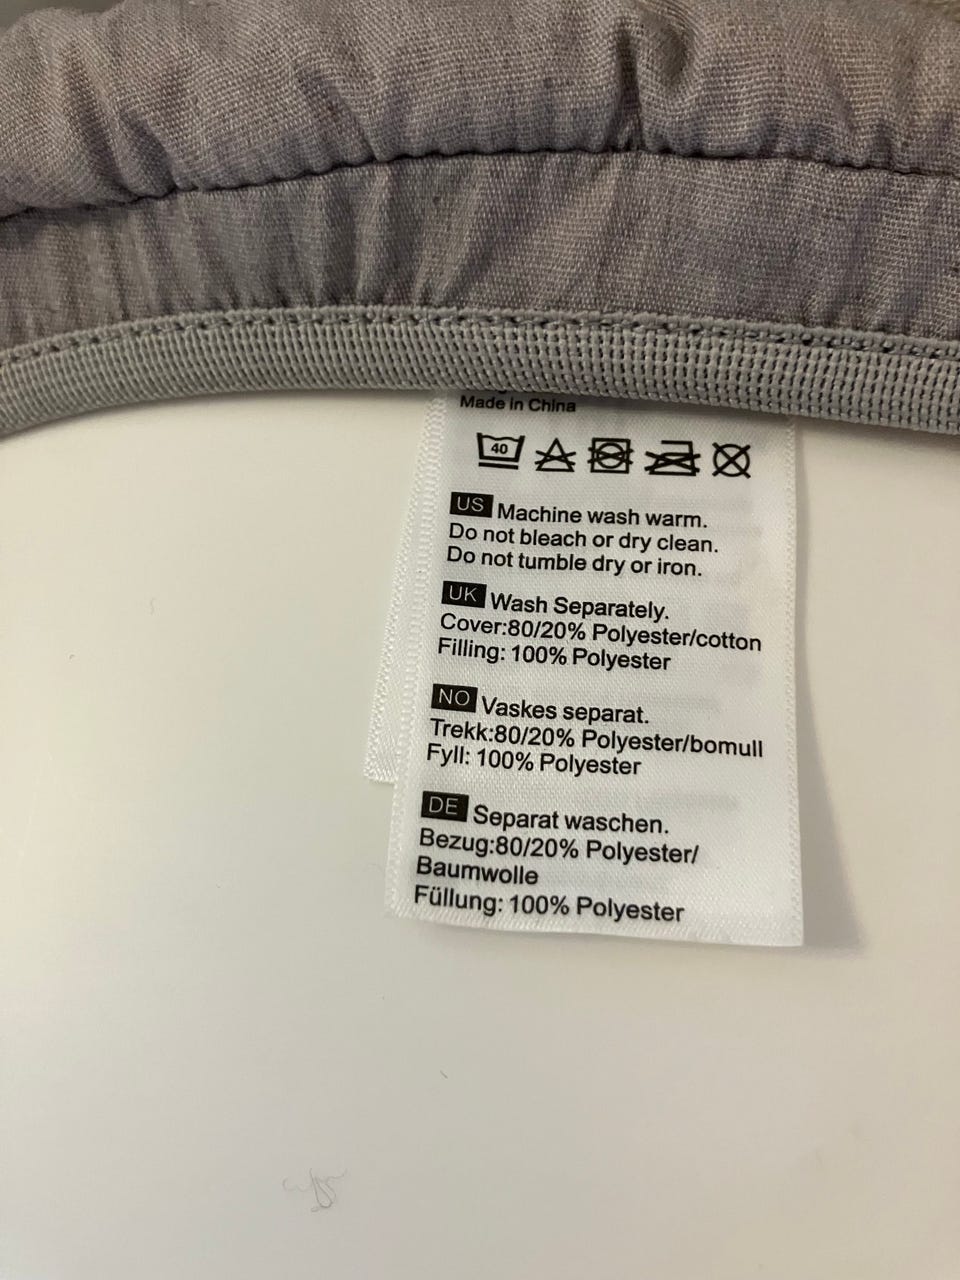 Made in China
40
US Machine wash warm.
Do not bleach or dry clean.
Do not tumble dry or iron.
UK Wash Separately.
Cover:80/20% Polyester/cotton
Filling: 100% Polyester
NO Vaskes separat.
Trekk:80/20% Polyester/bomull
Fyll: 100% Polyester
DE Separat waschen.
Bezug:80/20% Polyester/
Baumwolle
Füllung: 100% Polyester